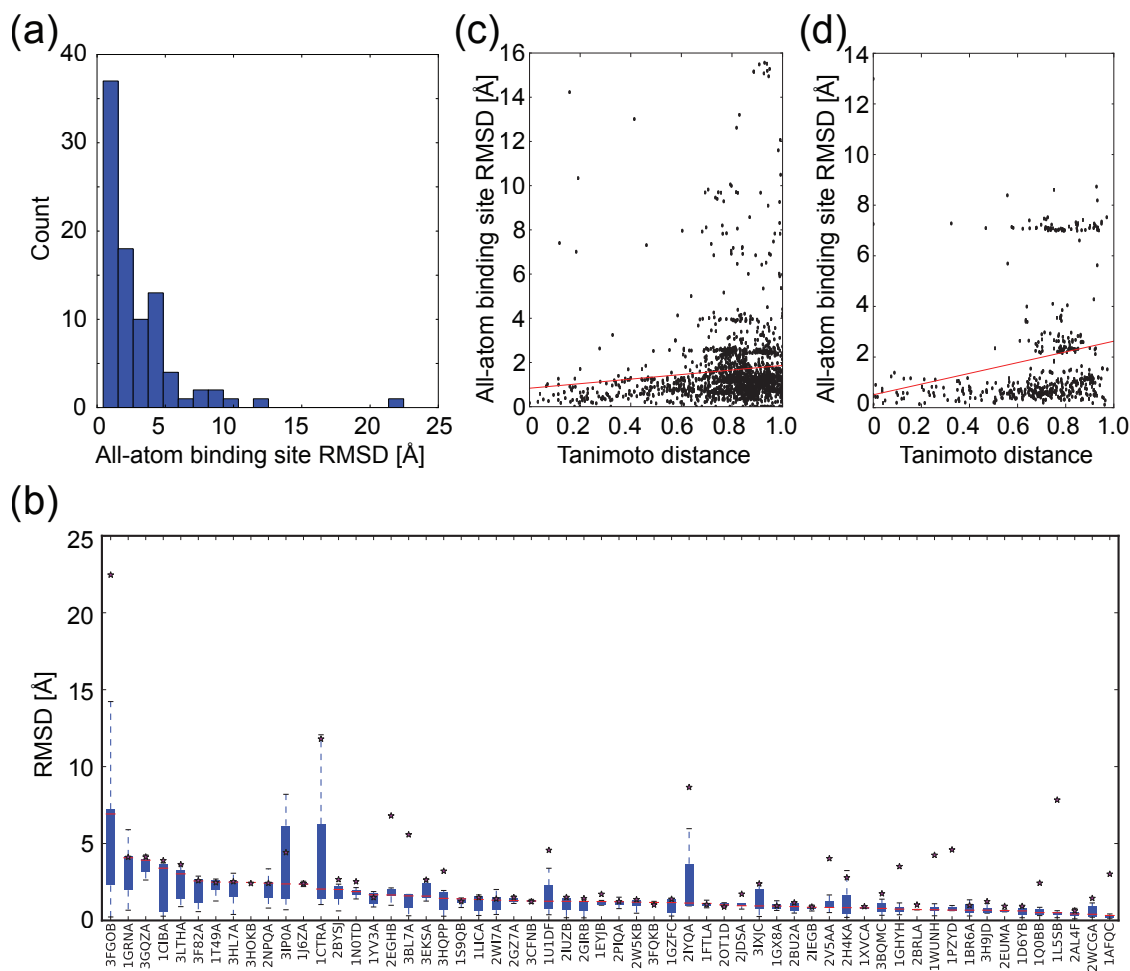 (a)
40
30
20
10
0
Count
0
5
10
15
20
25
All-atom binding site RMSD [Å]
(c)
16
14
12
10
8
6
4
2
0
All-atom binding site RMSD [Å]
0
0.2
0.4
0.6
0.8
1.0
Tanimoto distance
(d)
14
12
10
8
6
4
2
0
All-atom binding site RMSD [Å]
0
0.2
0.4
0.6
0.8
1.0
Tanimoto distance
(b)
25
20
15
10
5
0
RMSD [Å]
3FGOB
1GRNA
3GQZA
1CIBA
3LTHA
3F82A
1T49A
3HL7A
3HOKB
2NPQA
3IP0A
1J6ZA
1CTRA
2BYSJ
1N0TD
1YV3A
2EGHB
3BL7A
3EKSA
3HQPP
1S9QB
1LICA
2WI7A
2GZ7A
3CFNB
1U1DF
2IUZB
2GIRB
1EYJB
2PIQA
2W5KB
3FQKB
1GZFC
2IYQA
1FTLA
2OT1D
2JDSA
3IXJC
1GX8A
2BU2A
2IEGB
2V5AA
2H4KA
1XVCA
3BQMC
1GHYH
2BRLA
1WUNH
1PZYD
1BR6A
3H9JD
2EUMA
1D6YB
1Q0BB
1L5SB
2AL4F
2WCGA
1AFQC